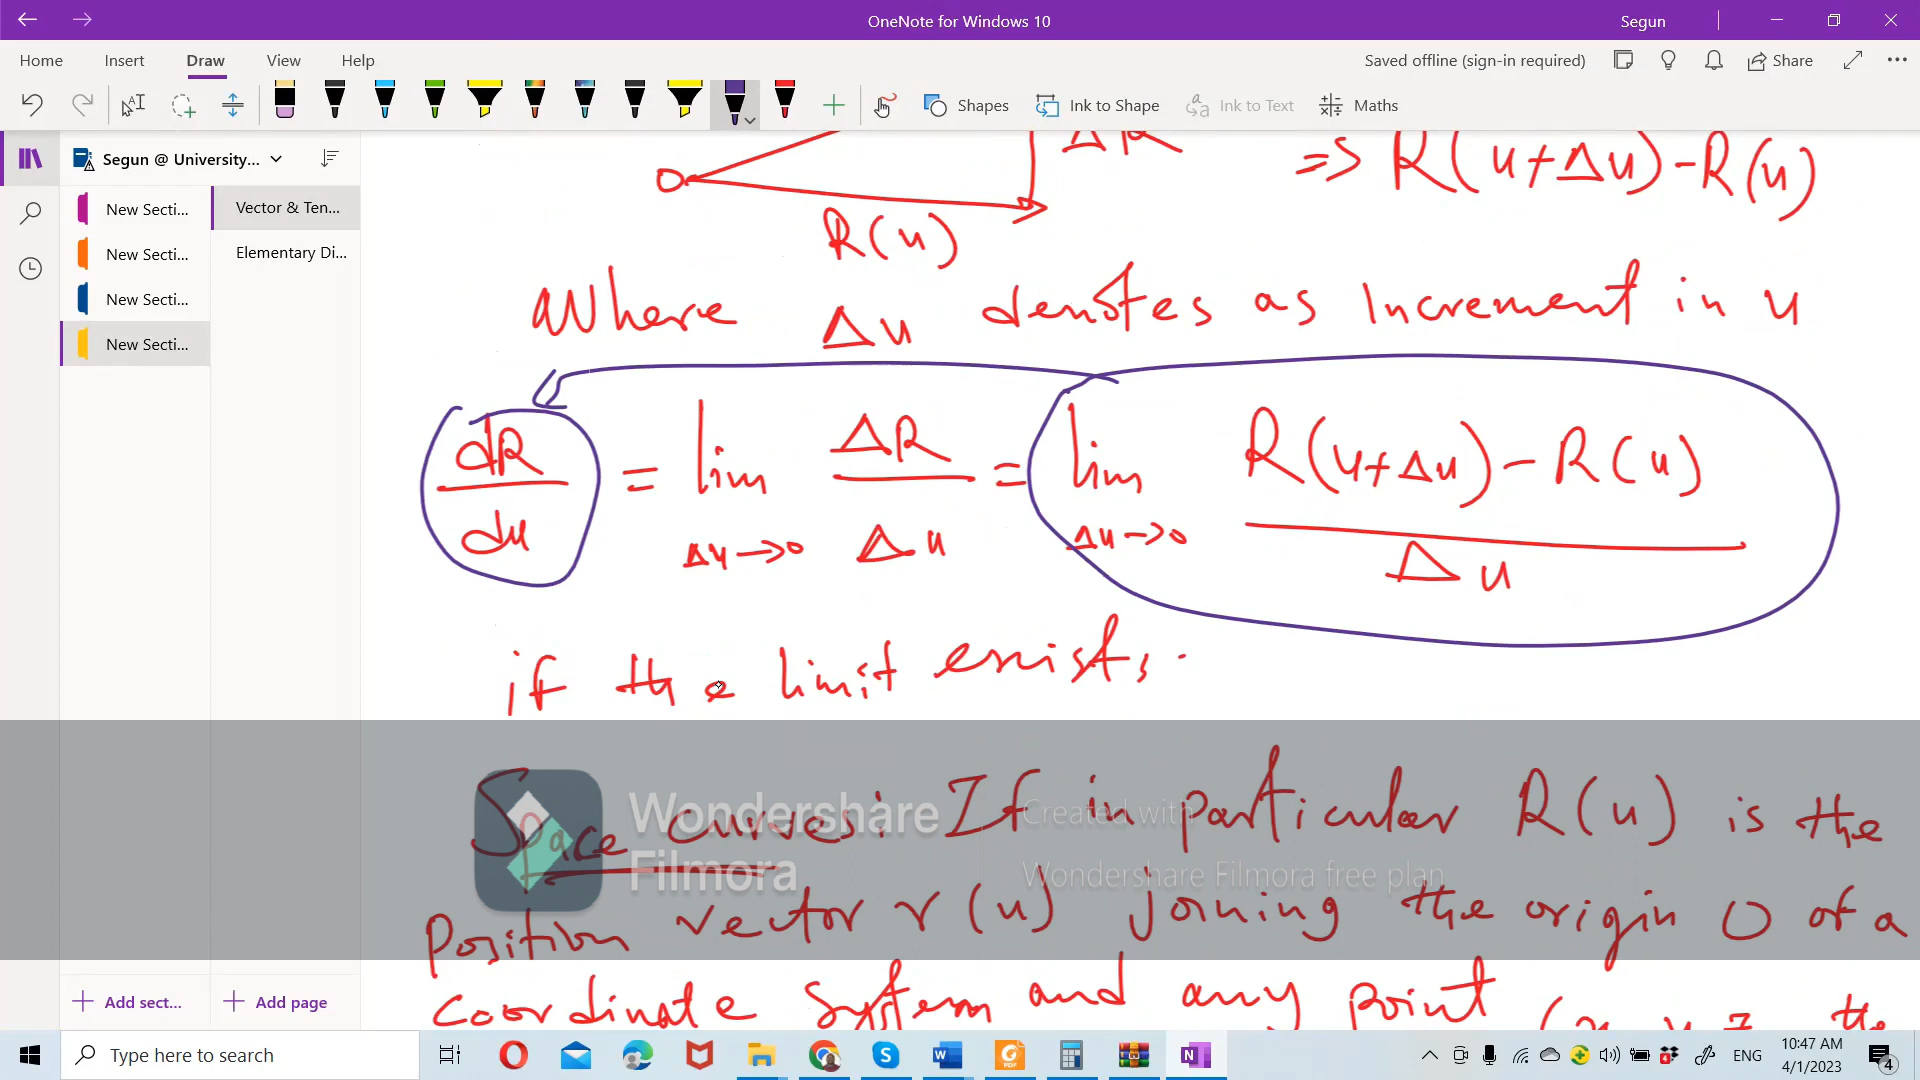 OneNote for Windows 10
Segun
Home Insert Draw View Help
Saved offline (sign-in required) Share
Shapes Ink to Shape Ink to Text Maths
Segun @ University...
New Secti...
New Secti...
New Secti...
New Secti...
Vector & Ten...
Elementary Di...
ΔR => R(u+Δu)-R(u)
O
R(u)
Where Δu denotes as Increment in u
dR/du = lim Δu→0 ΔR/Δu = lim Δu→0 R(u+Δu)-R(u)/Δu
if the limit exists.
Space curves: If in particular R(u) is the
Position vector r(u) joining the origin O of a
coordinate system and any point (x, y, z, the
Wondershare
Filmora
Created with
Wondershare Filmora free plan
Add sect... Add page
Type here to search
ENG
10:47 AM
4/1/2023
4